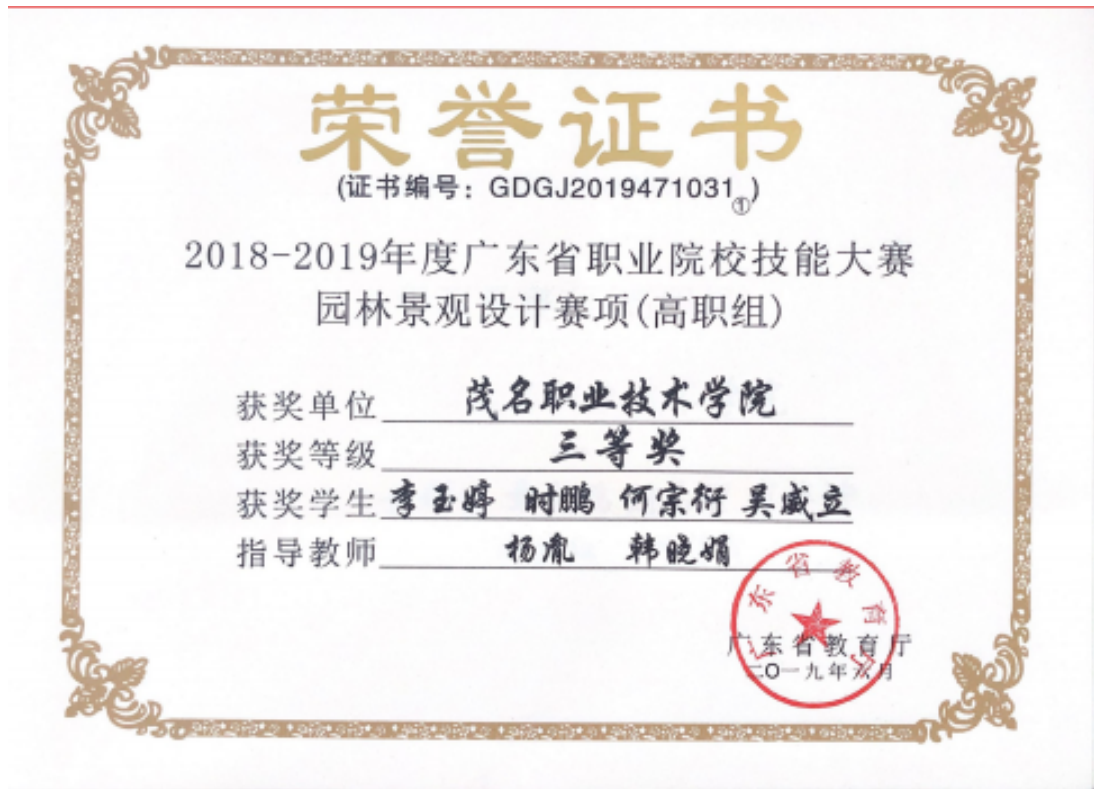 荣誉证书
(证书编号：GDGJ2019471031①)
2018-2019年度广东省职业院校技能大赛
园林景观设计赛项(高职组)
获奖单位 茂名职业技术学院
获奖等级 三等奖
获奖学生 李玉婷 时鹏 何宗衍 吴威立
指导教师 杨胤 韩晓娟
广东省教育厅
广东省教育厅
二〇一九年六月